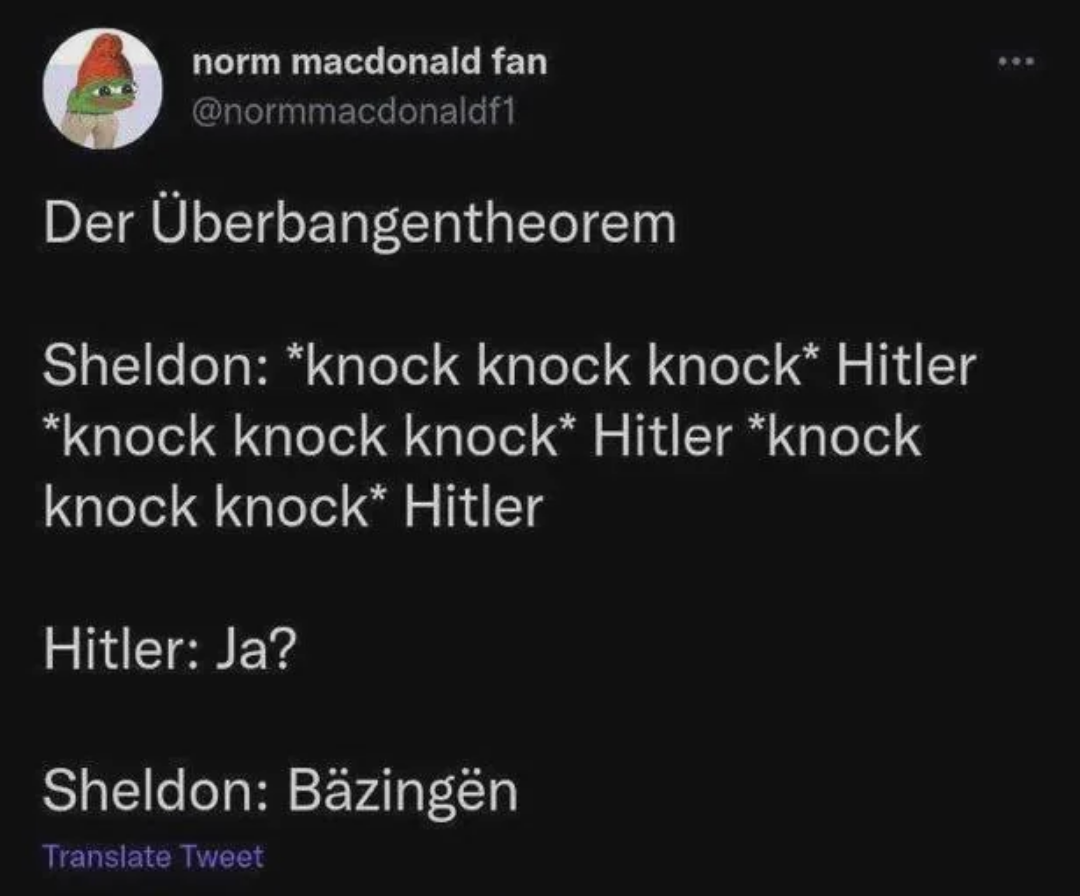 norm macdonald fan
@normmacdonaldf1
Der Überbangentheorem
Sheldon: *knock knock knock* Hitler
*knock knock knock* Hitler *knock
knock knock* Hitler
Hitler: Ja?
Sheldon: Bäzingën
Translate Tweet